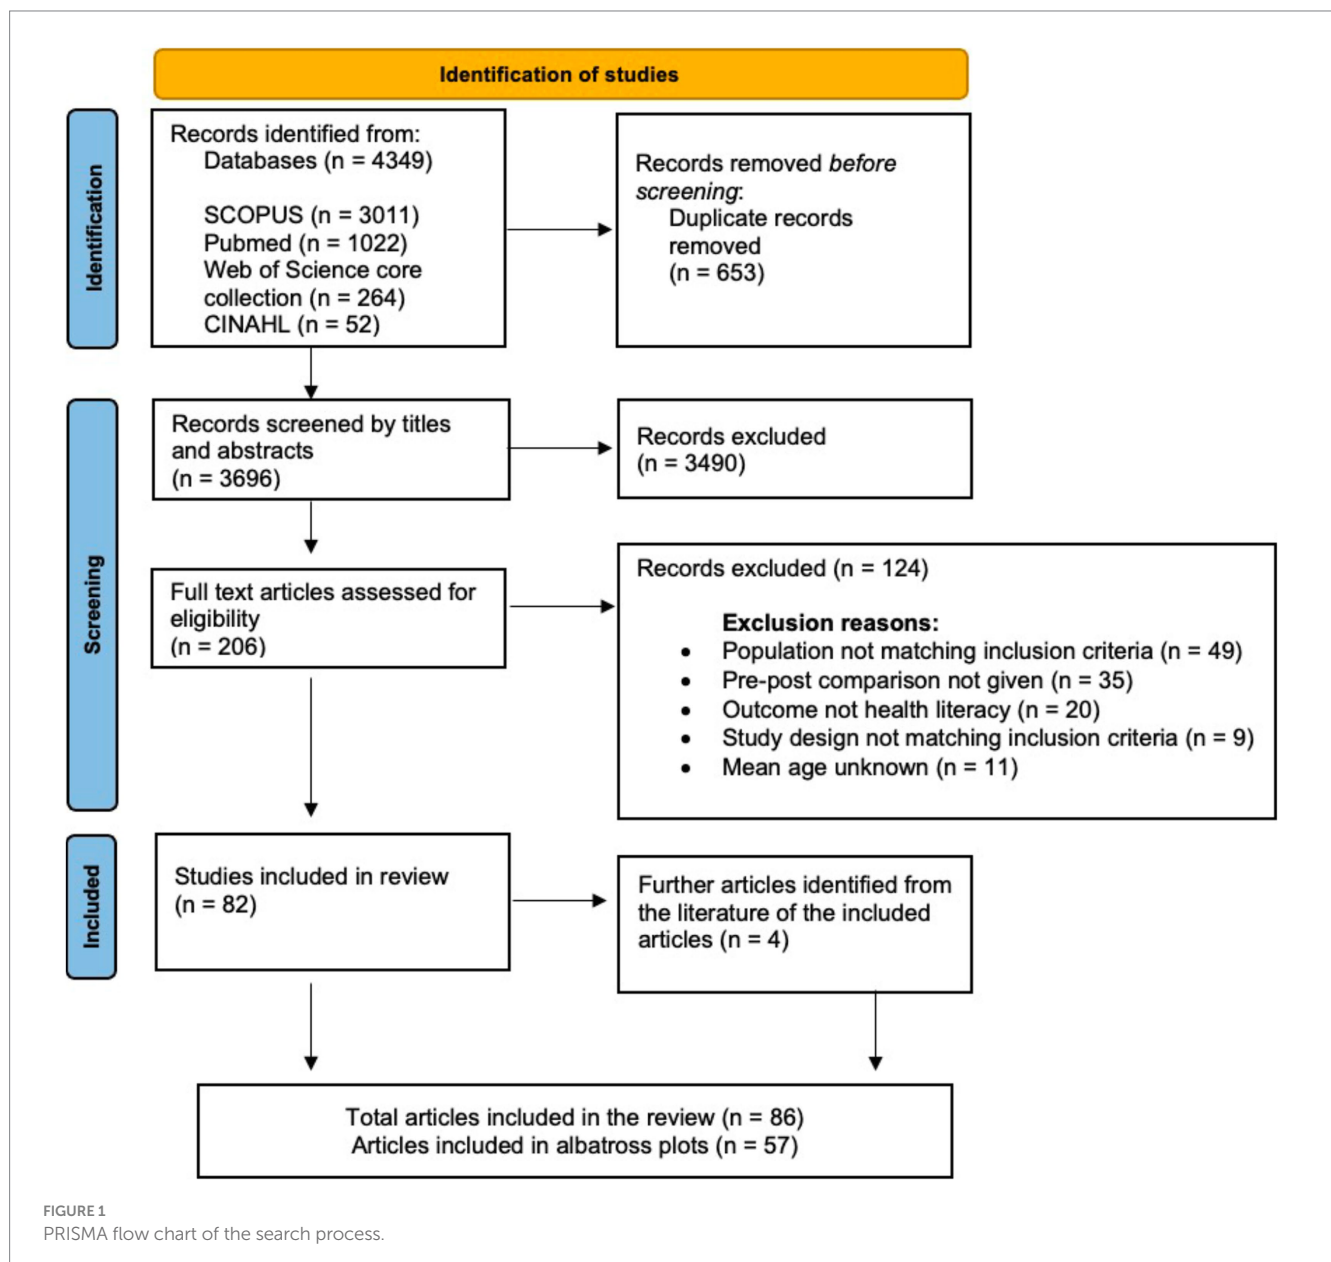 Identification of studies
Identification
Records identified from:
Databases (n = 4349)
SCOPUS (n = 3011)
Pubmed (n = 1022)
Web of Science core
collection (n = 264)
CINAHL (n = 52)
Records removed before
screening:
Duplicate records
removed
(n = 653)
Screening
Records screened by titles
and abstracts
(n = 3696)
Records excluded
(n = 3490)
Full text articles assessed for
eligibility
(n = 206)
Records excluded (n = 124)
Exclusion reasons:
• Population not matching inclusion criteria (n = 49)
• Pre-post comparison not given (n = 35)
• Outcome not health literacy (n = 20)
• Study design not matching inclusion criteria (n = 9)
• Mean age unknown (n = 11)
Included
Studies included in review
(n = 82)
Further articles identified from
the literature of the included
articles (n = 4)
Total articles included in the review (n = 86)
Articles included in albatross plots (n = 57)
FIGURE 1
PRISMA flow chart of the search process.